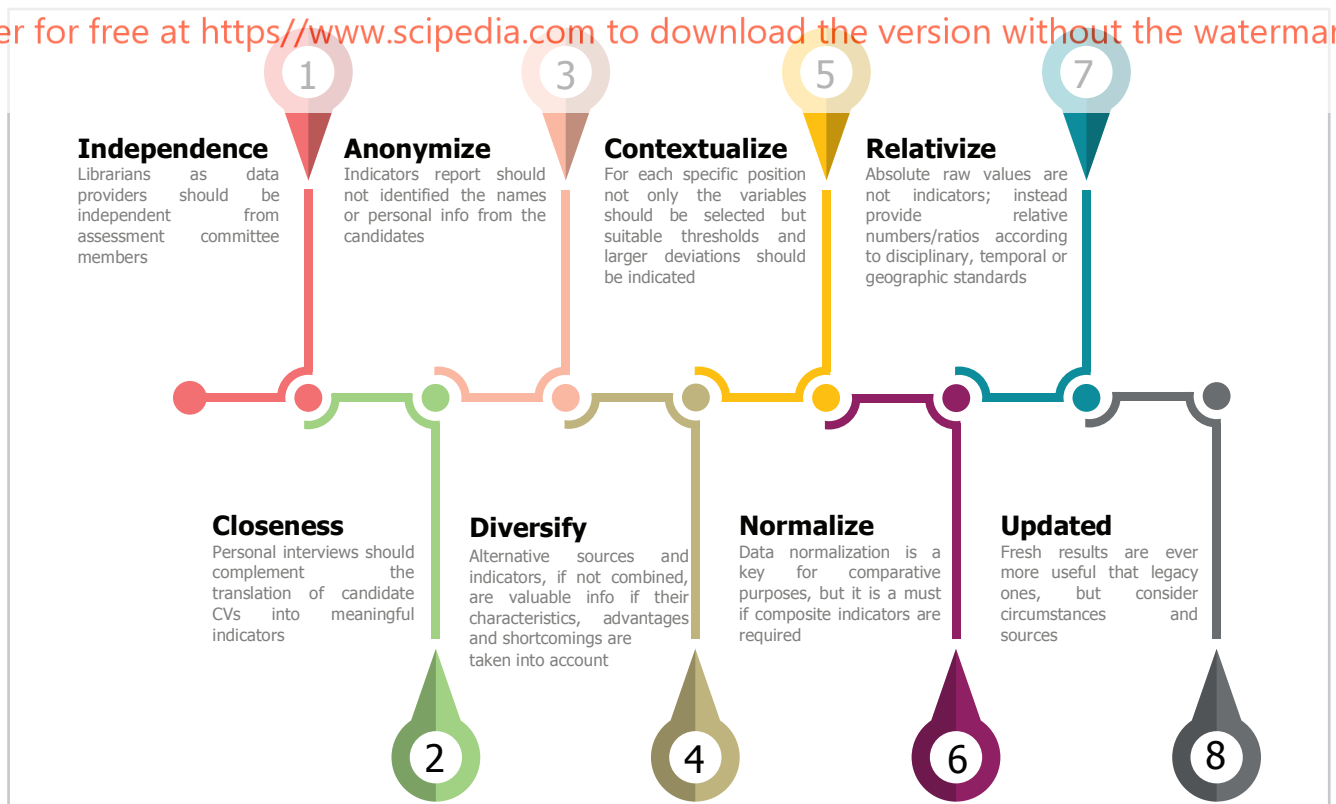 er for free at https//www.scipedia.com to download the version without the watermar
1
3
5
7
Independence
Librarians as data
providers should be
independent from
assessment committee
members
Anonymize
Indicators report should
not identified the names
or personal info from the
candidates
Contextualize
For each specific position
not only the variables
should be selected but
suitable thresholds and
larger deviations should
be indicated
Relativize
Absolute raw values are
not indicators; instead
provide relative
numbers/ratios according
to disciplinary, temporal or
geographic standards
Closeness
Personal interviews should
complement the
translation of candidate
CVs into meaningful
indicators
Diversify
Alternative sources and
indicators, if not combined,
are valuable info if their
characteristics, advantages
and shortcomings are
taken into account
Normalize
Data normalization is a
key for comparative
purposes, but it is a must
if composite indicators are
required
Updated
Fresh results are ever
more useful that legacy
ones, but consider
circumstances and
sources
2
4
6
8